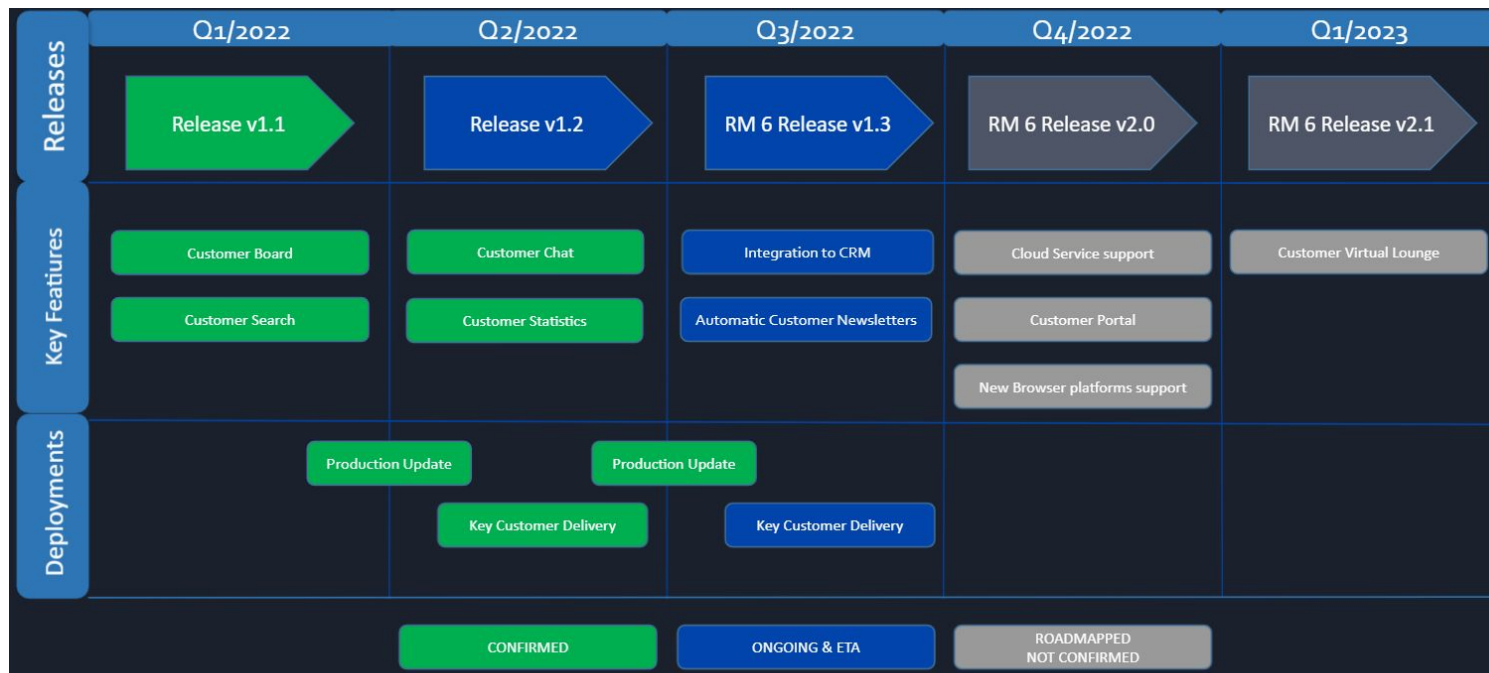 Releases
Q1/2022
Q2/2022
Q3/2022
Q4/2022
Q1/2023
Release v1.1
Release v1.2
RM 6 Release v1.3
RM 6 Release v2.0
RM 6 Release v2.1
Key Featiures
Customer Board
Customer Chat
Integration to CRM
Cloud Service support
Customer Virtual Lounge
Customer Search
Customer Statistics
Automatic Customer Newsletters
Customer Portal
New Browser platforms support
Deployments
Production Update
Production Update
Key Customer Delivery
Key Customer Delivery
CONFIRMED
ONGOING & ETA
ROADMAPPED
NOT CONFIRMED